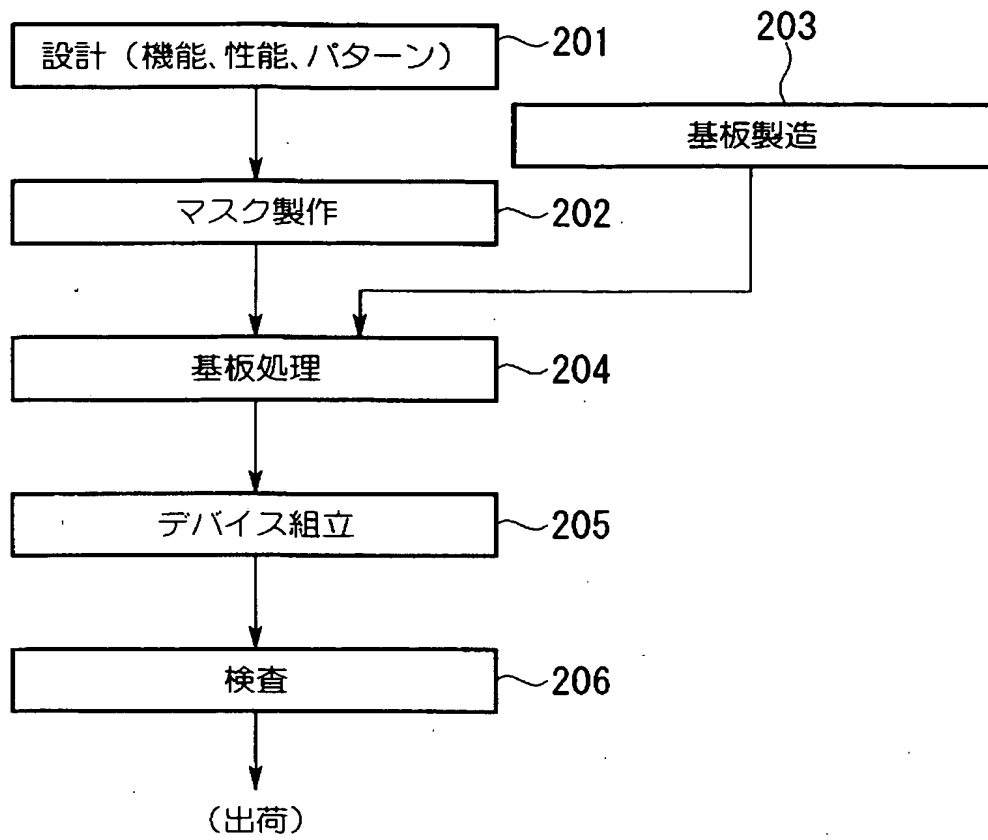 設計（機能、性能、パターン）
201
203
基板製造
マスク製作
202
基板処理
204
デバイス組立
205
検査
206
（出荷）